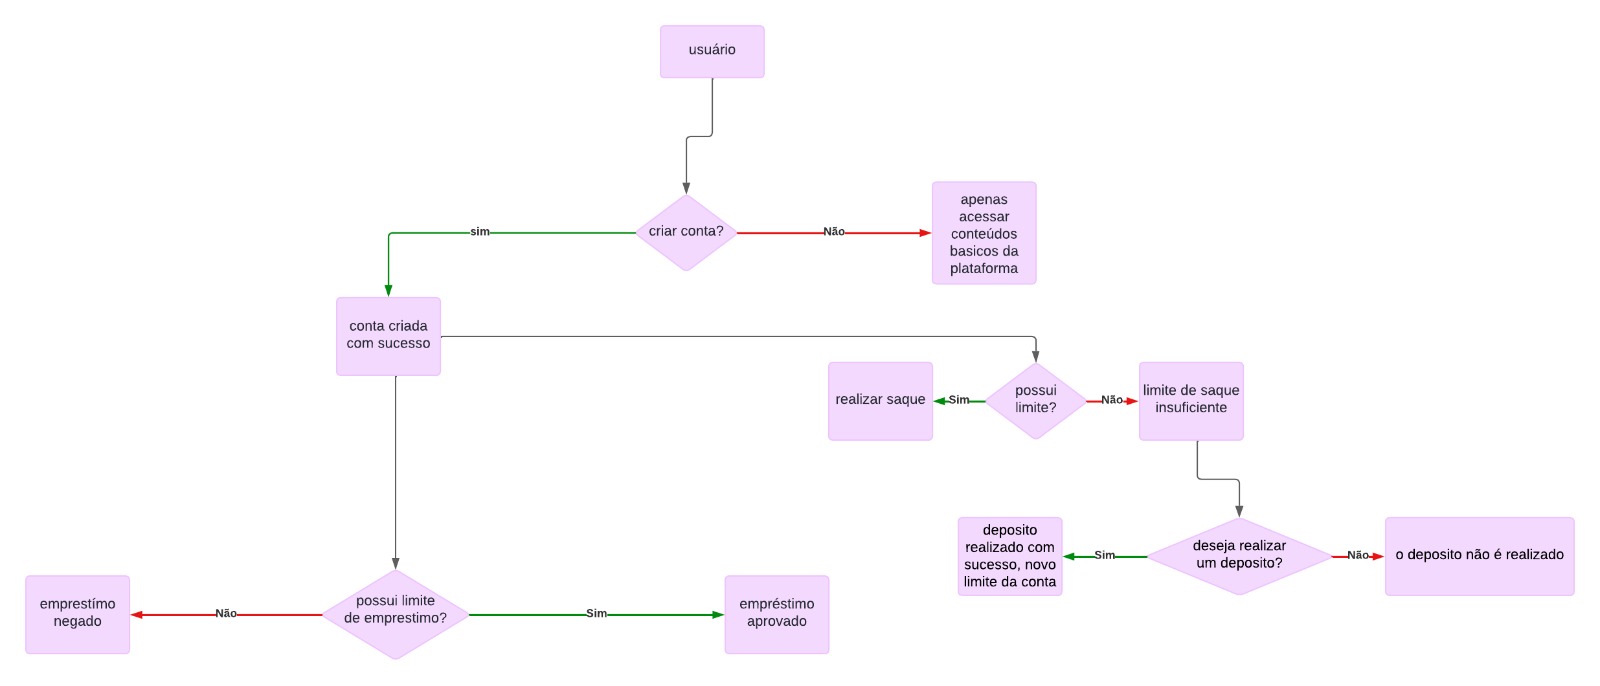 usuário
criar conta?
sim
Não
apenas
acessar
conteúdos
basicos da
plataforma
conta criada
com sucesso
realizar saque
Sim
possui
limite?
Não
limite de saque
insuficiente
deposito
realizado com
sucesso, novo
limite da conta
Sim
deseja realizar
um deposito?
Não
o deposito não é realizado
emprestímo
negado
Não
possui limite
de emprestimo?
Sim
empréstimo
aprovado